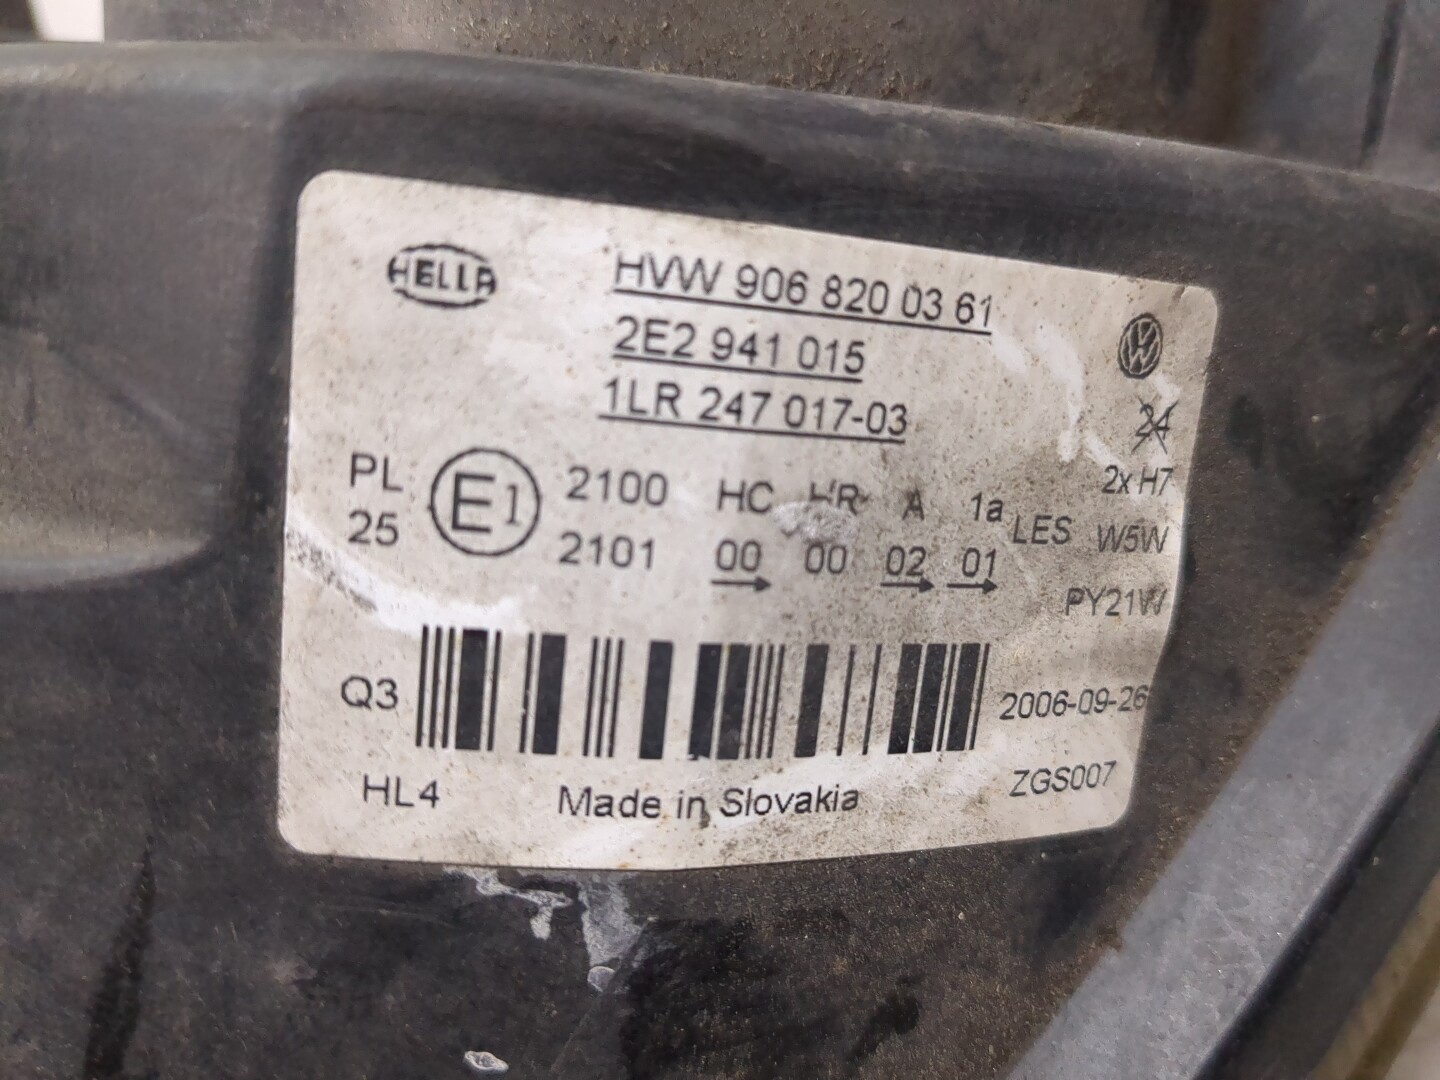 HELLA
HVW 906 820 03 61
2E2 941 015
1LR 247 017-03
24
PL E1 2100 HC HR A 1a 2x H7
25 2101 00 00 02 01 LES W5W
PY21W
Q3 2006-09-26
HL4 Made in Slovakia ZGS007